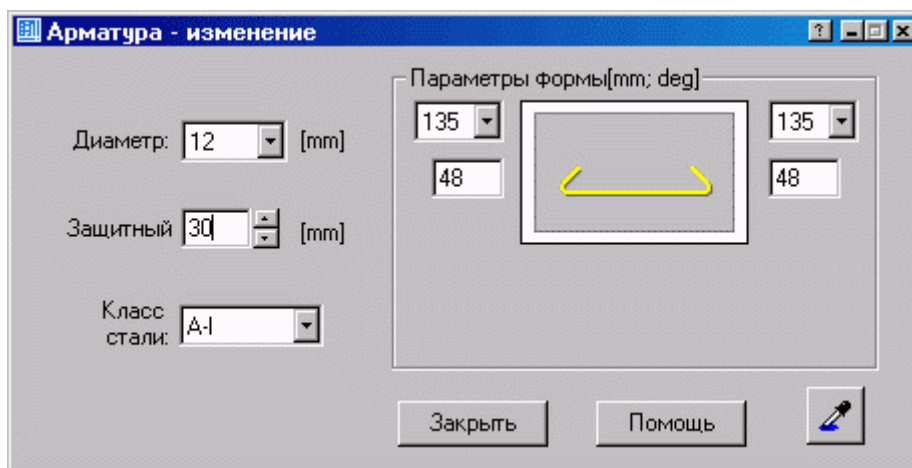 Арматура - изменение
Параметры формы[mm; deg]
135
135
Диаметр: 12 [mm]
48
48
Защитный 30 [mm]
Класс
стали: A-I
Закрыть
Помощь